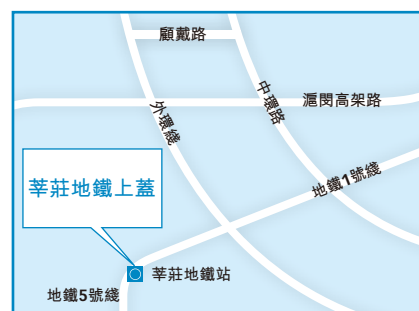 顧戴路
中環路
滬閔高架路
外環綫
地鐵1號綫
莘莊地鐵上蓋
莘莊地鐵站
地鐵5號綫